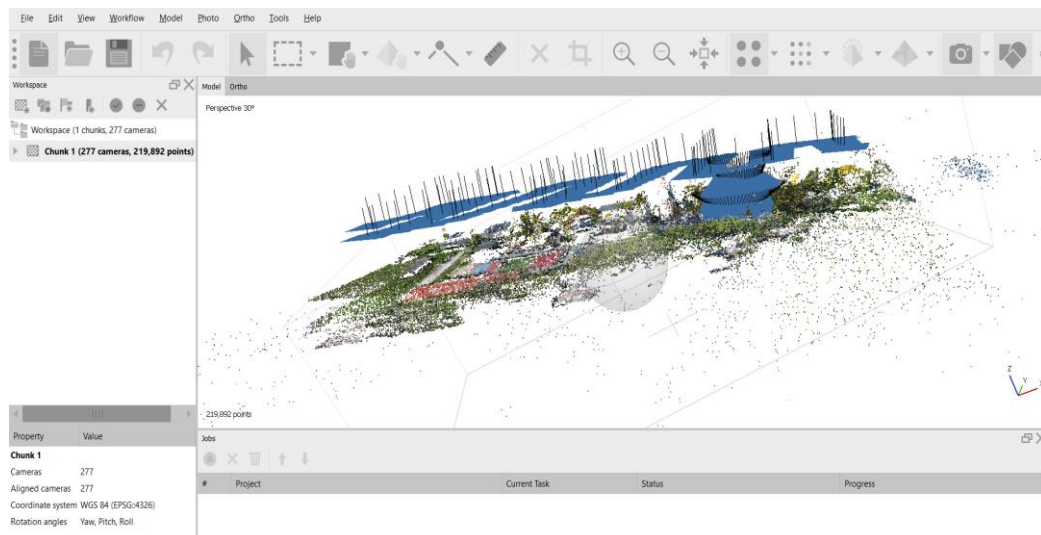 File Edit View Workflow Model Photo Ortho Tools Help
Workspace
Model Ortho
Perspective 30°
Workspace (1 chunks, 277 cameras)
Chunk 1 (277 cameras, 219,892 points)
Z
Y
X
219,892 points
Property Value
Chunk 1
Cameras 277
Aligned cameras 277
Coordinate system WGS 84 (EPSG::4326)
Rotation angles Yaw, Pitch, Roll
Jobs
# Project Current Task Status Progress